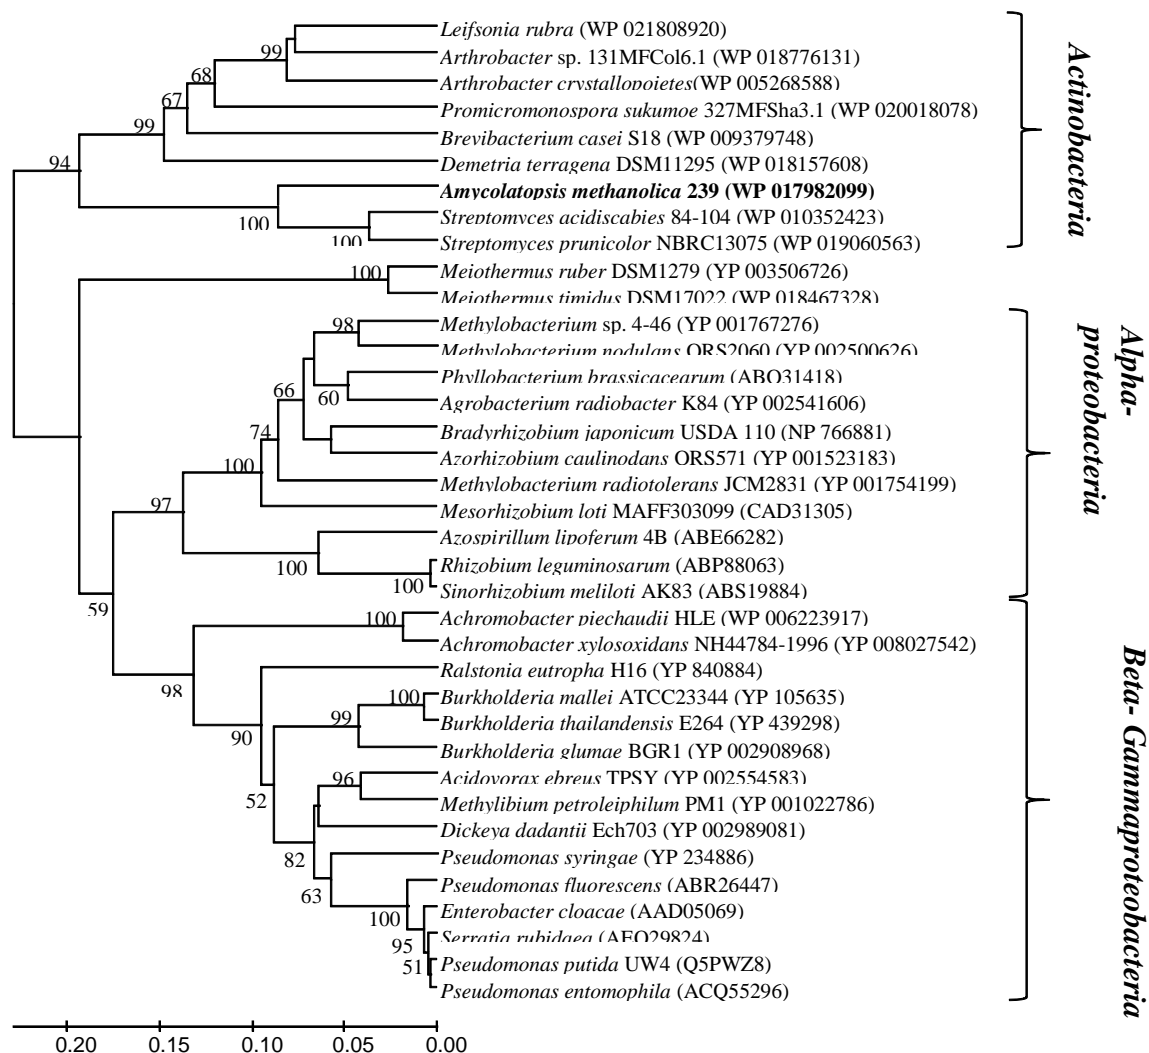 Leifsonia rubra (WP 021808920)
99
Arthrobacter sp. 131MFCol6.1 (WP 018776131)
68
Arthrobacter crystallopoietes(WP 005268588)
67
Promicromonospora sukumoe 327MFSha3.1 (WP 020018078)
99
Brevibacterium casei S18 (WP 009379748)
94
Demetria terragena DSM11295 (WP 018157608)
Amycolatopsis methanolica 239 (WP 017982099)
100
Streptomyces acidiscabies 84-104 (WP 010352423)
100
Streptomyces prunicolor NBRC13075 (WP 019060563)
Actinobacteria
100
Meiothermus ruber DSM1279 (YP 003506726)
Meiothermus timidus DSM17022 (WP 018467328)
98
Methylobacterium sp. 4-46 (YP 001767276)
Methylobacterium nodulans ORS2060 (YP 002500626)
66
Phyllobacterium brassicacearum (ABO31418)
60
Agrobacterium radiobacter K84 (YP 002541606)
74
Bradyrhizobium japonicum USDA 110 (NP 766881)
100
Azorhizobium caulinodans ORS571 (YP 001523183)
Methylobacterium radiotolerans JCM2831 (YP 001754199)
97
Mesorhizobium loti MAFF303099 (CAD31305)
Azospirillum lipoferum 4B (ABE66282)
100
Rhizobium leguminosarum (ABP88063)
100
Sinorhizobium meliloti AK83 (ABS19884)
Alpha-
proteobacteria
59
100
Achromobacter piechaudii HLE (WP 006223917)
Achromobacter xylosoxidans NH44784-1996 (YP 008027542)
98
Ralstonia eutropha H16 (YP 840884)
100
Burkholderia mallei ATCC23344 (YP 105635)
99
Burkholderia thailandensis E264 (YP 439298)
90
Burkholderia glumae BGR1 (YP 002908968)
96
Acidovorax ebreus TPSY (YP 002554583)
52
Methylibium petroleiphilum PM1 (YP 001022786)
Dickeya dadantii Ech703 (YP 002989081)
82
Pseudomonas syringae (YP 234886)
63
Pseudomonas fluorescens (ABR26447)
100
Enterobacter cloacae (AAD05069)
95
Serratia rubidaea (AFO29824)
51
Pseudomonas putida UW4 (Q5PWZ8)
Pseudomonas entomophila (ACQ55296)
Beta- Gammaproteobacteria
0.20 0.15 0.10 0.05 0.00